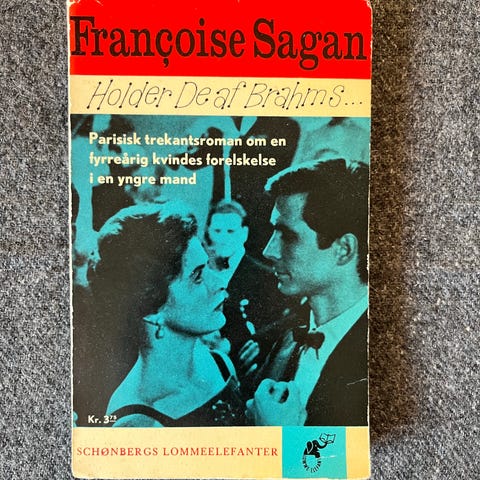 Françoise Sagan
Holder De af Brahms...
Parisisk trekantsroman om en
fyrreårig kvindes forelskelse
i en yngre mand
Kr. 3.75
SCHØNBERGS LOMMEELEFANTER